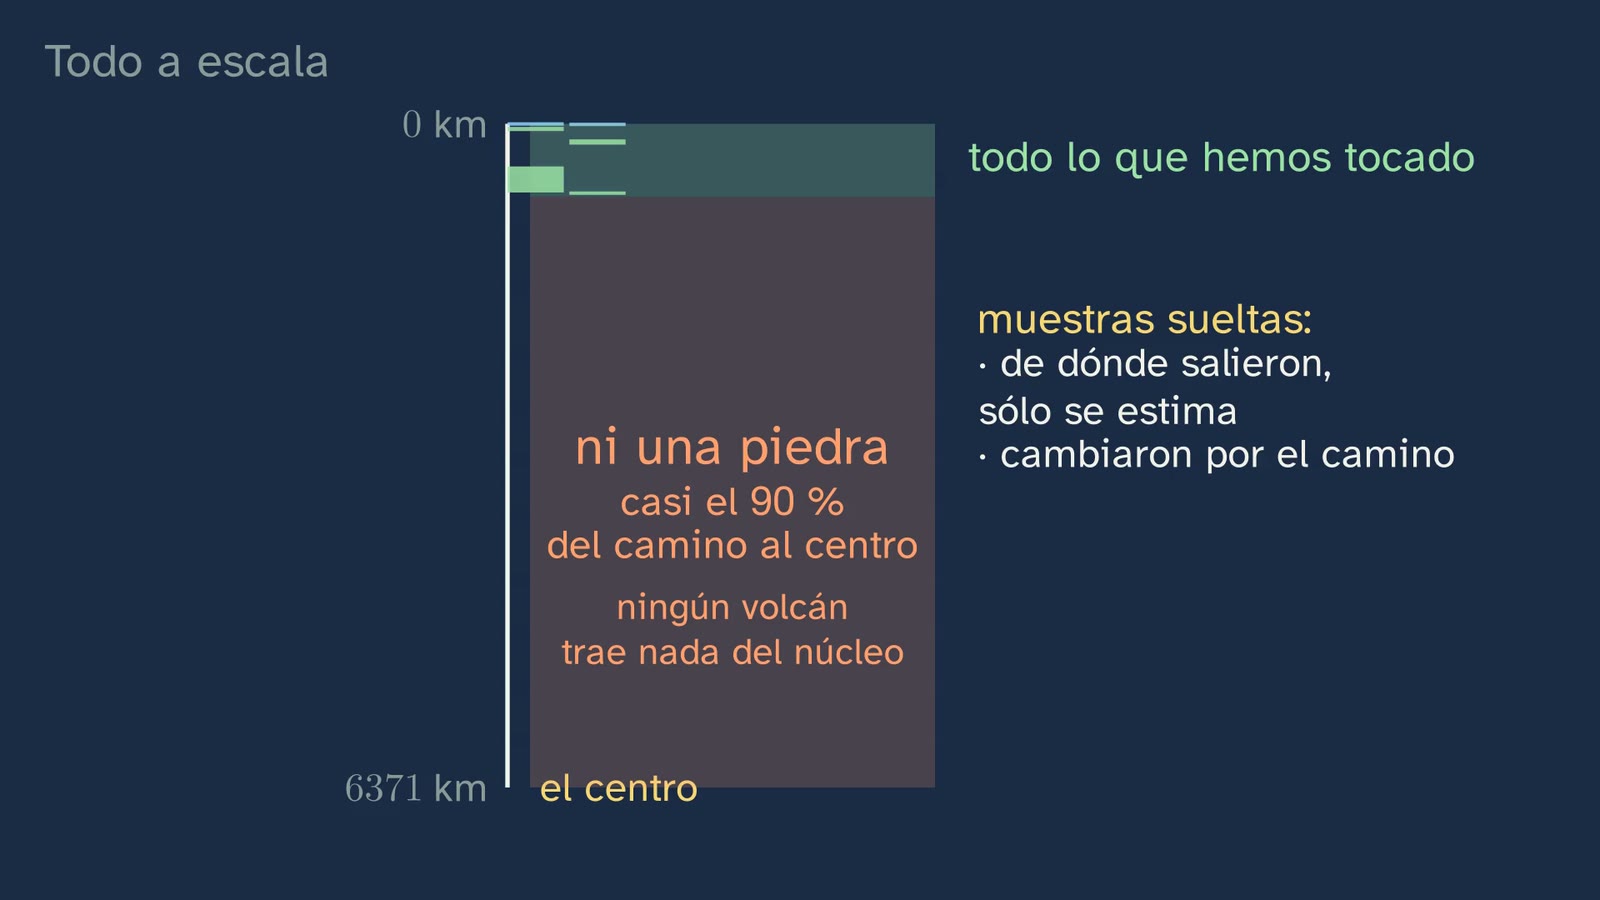 Todo a escala
0 km
todo lo que hemos tocado
muestras sueltas:
· de dónde salieron,
sólo se estima
· cambiaron por el camino
ni una piedra
casi el 90 %
del camino al centro
ningún volcán
trae nada del núcleo
6371 km
el centro